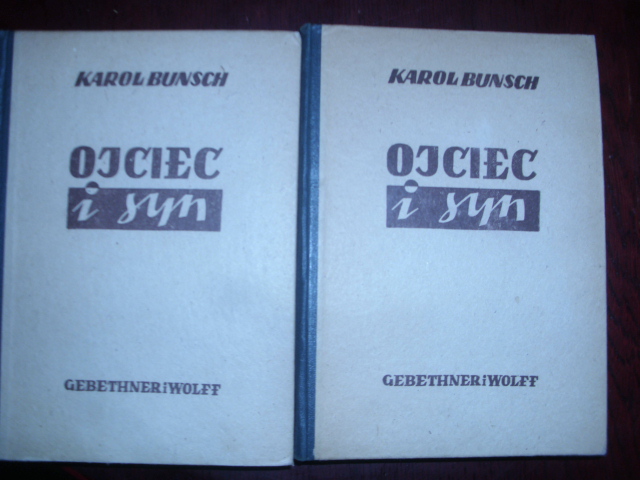 KAROL BUNSCH
OJCIEC
i syn
GEBETHNER i WOLFF
KAROL BUNSCH
OJCIEC
i syn
GEBETHNER i WOLFF